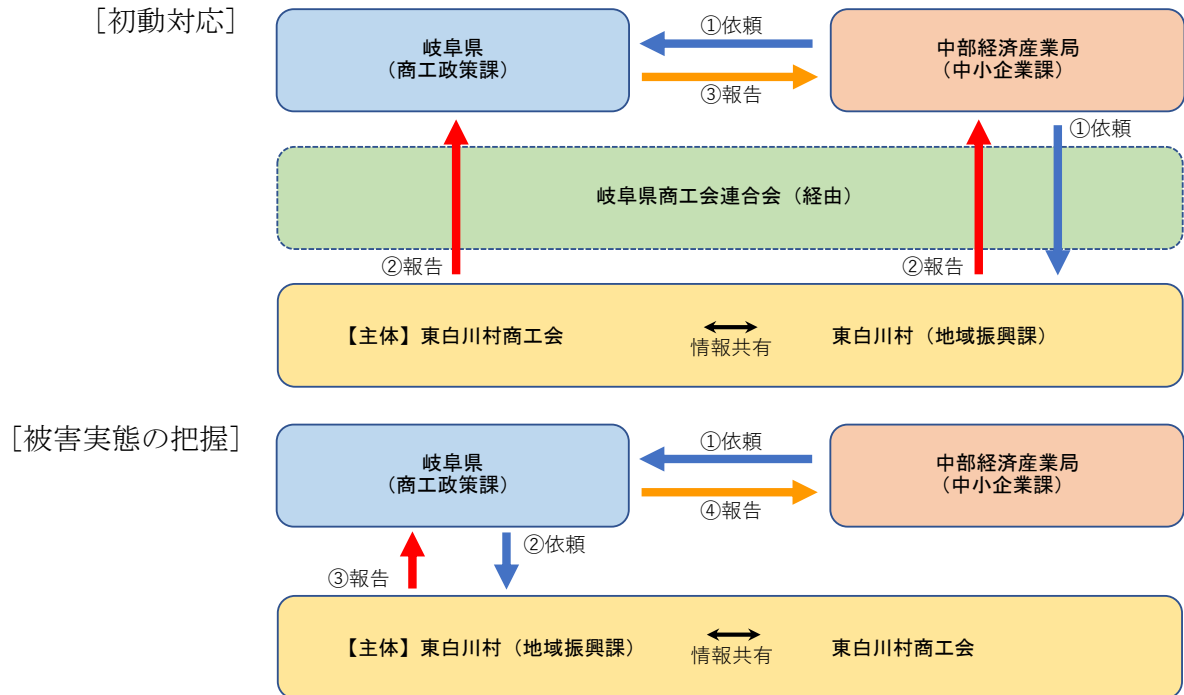 ［初動対応］
岐阜県
（商工政策課）
①依頼
③報告
中部経済産業局
（中小企業課）
①依頼
岐阜県商工会連合会（経由）
②報告
②報告
【主体】東白川村商工会
情報共有
東白川村（地域振興課）
［被害実態の把握］
岐阜県
（商工政策課）
①依頼
④報告
中部経済産業局
（中小企業課）
②依頼
③報告
【主体】東白川村（地域振興課）
情報共有
東白川村商工会